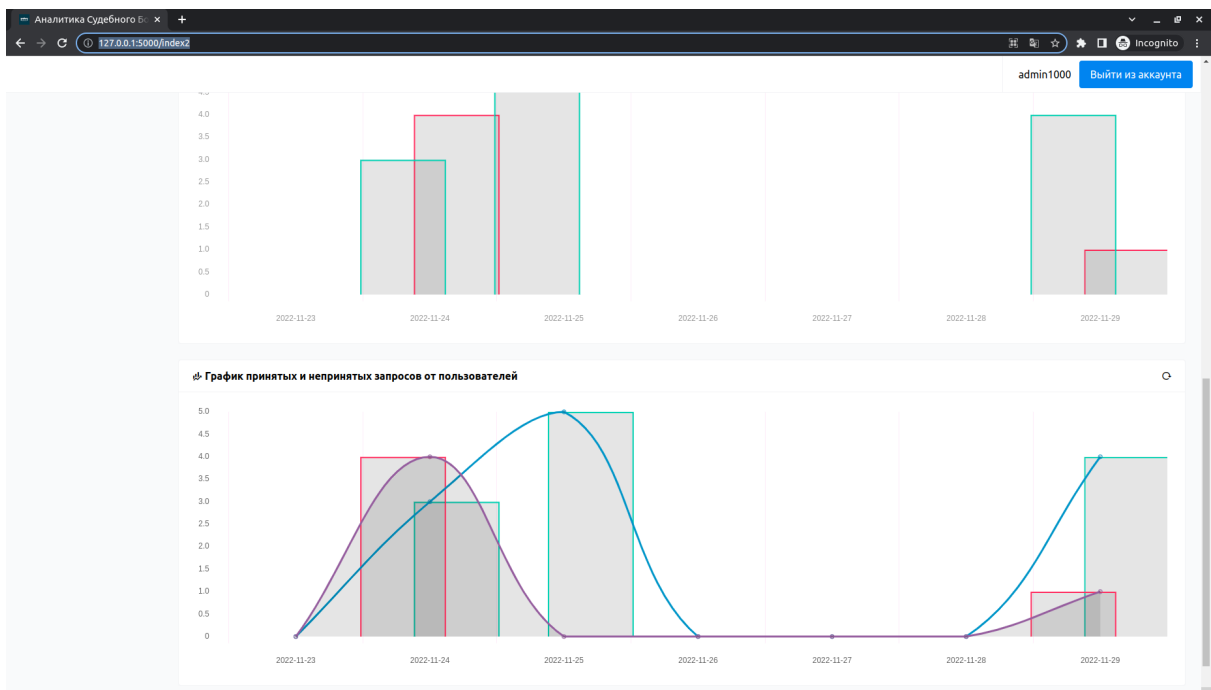 Аналитика Судебного Бо
127.0.0.1:5000/index2
Incognito
admin1000
Выйти из аккаунта
4.5
4.0
3.5
3.0
2.5
2.0
1.5
1.0
0.5
0
2022-11-23 2022-11-24 2022-11-25 2022-11-26 2022-11-27 2022-11-28 2022-11-29
График принятых и непринятых запросов от пользователей
5.0
4.5
4.0
3.5
3.0
2.5
2.0
1.5
1.0
0.5
0
2022-11-23 2022-11-24 2022-11-25 2022-11-26 2022-11-27 2022-11-28 2022-11-29